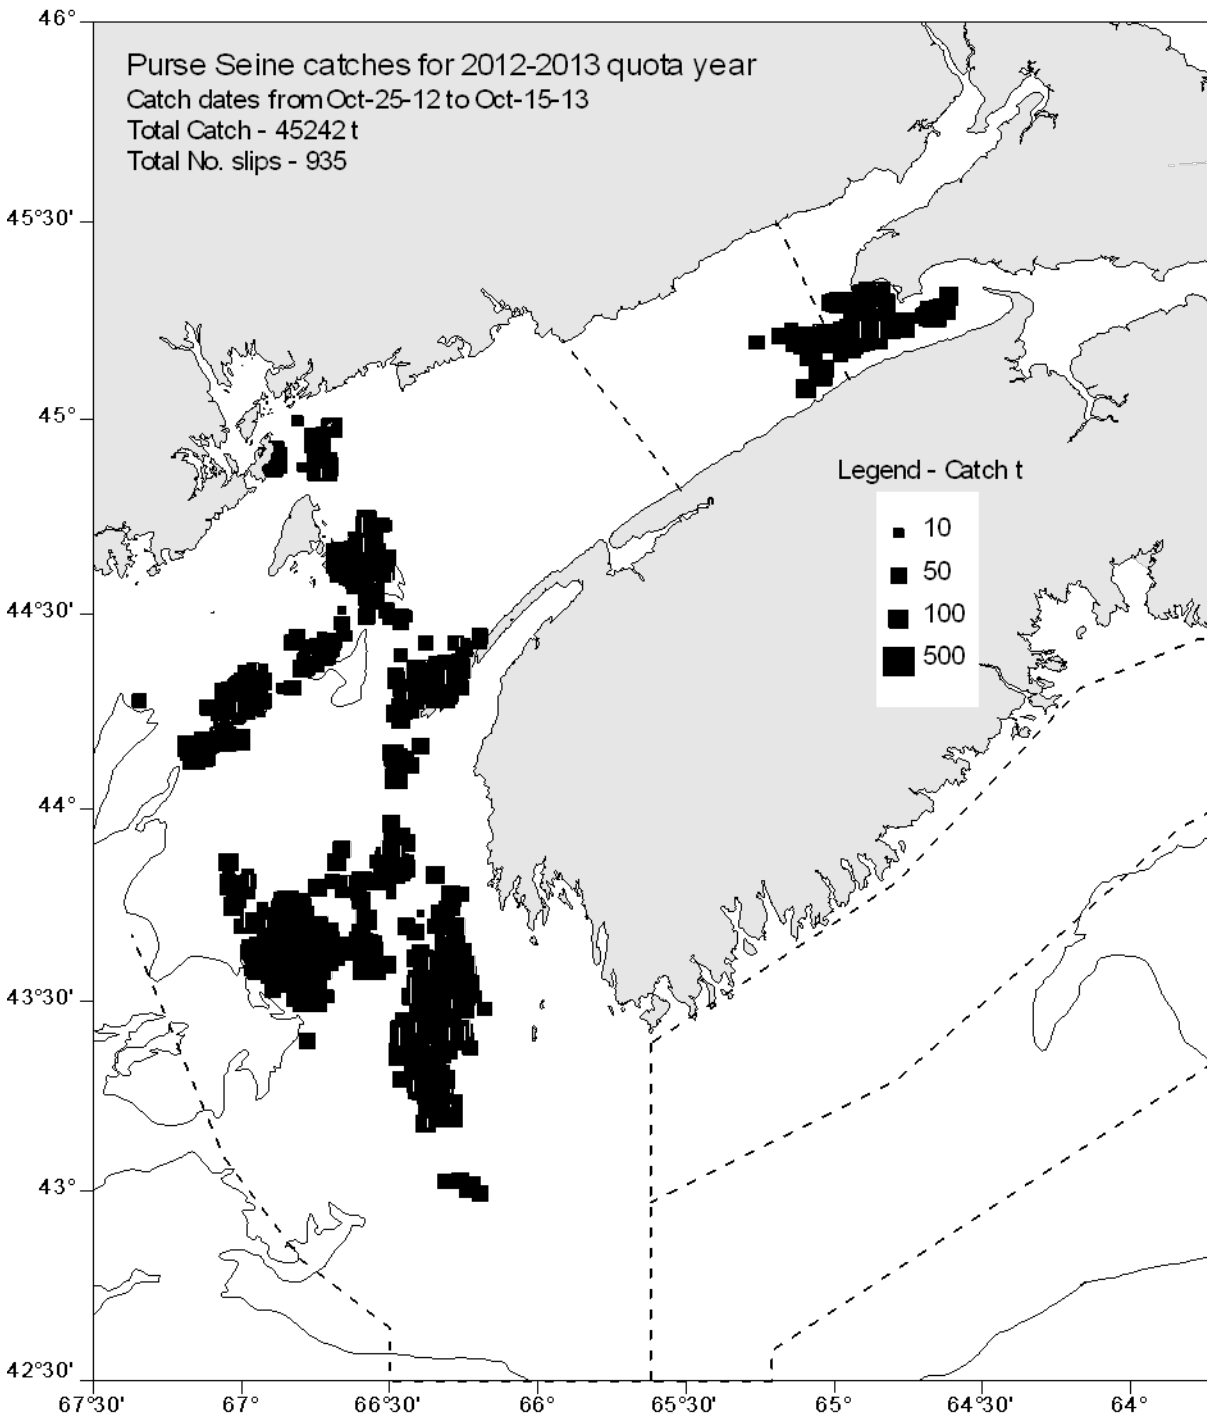 46°
Purse Seine catches for 2012-2013 quota year
Catch dates from Oct-25-12 to Oct-15-13
Total Catch - 45242 t
Total No. slips - 935
45°30'
45°
Legend - Catch t
10
50
100
500
44°30'
44°
43°30'
43°
42°30'
67°30' 67° 66°30' 66° 65°30' 65° 64°30' 64°